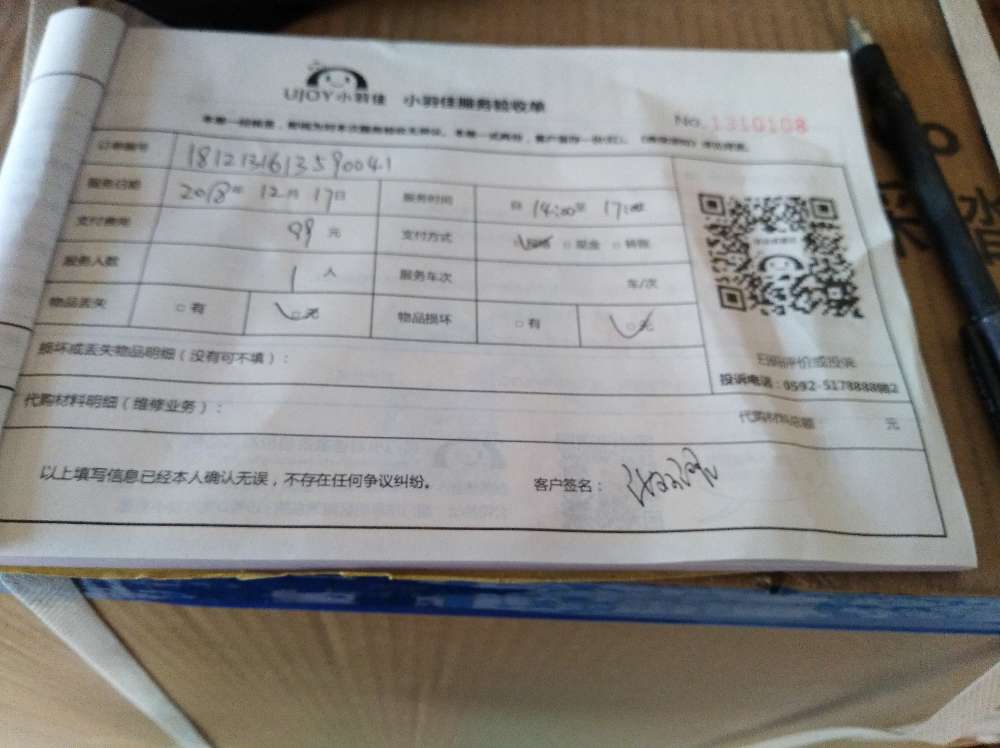 UJOY小羽佳 小羽佳服务验收单
No. 1310108
订单编号 1812131613590041
服务日期 2018年 12月 17日 服务时间 自 14:00至 17:00
支付费用 99 元 支付方式 □现金 □转账
服务人数 1 人 服务车次 车/次
物品丢失 □有 □无 物品损坏 □有 □无
扫码评价或投诉
投诉电话：0592-5178888
损坏或丢失物品明细（没有可不填）：
代购材料明细（维修业务）： 代购材料总额： 元
以上填写信息已经本人确认无误，不存在任何争议纠纷。 客户签名：